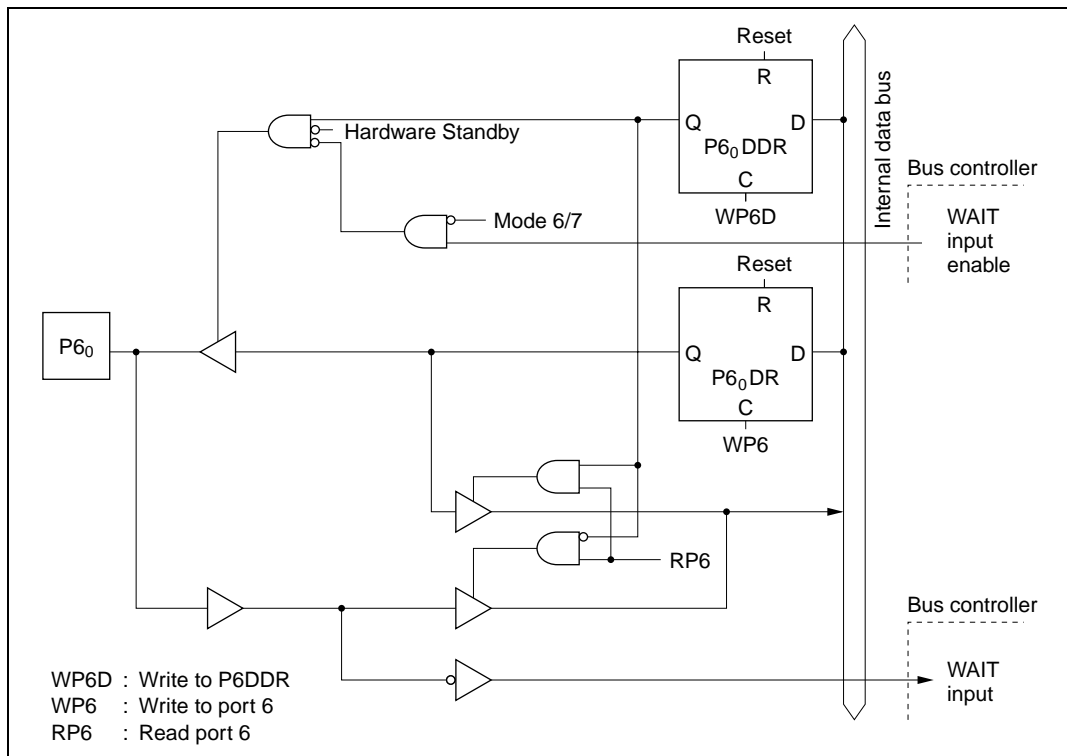 Reset
R
Q
D
P6₀DDR
C
WP6D
Hardware Standby
Mode 6/7
Internal data bus
Bus controller
WAIT
input
enable
Reset
R
Q
D
P6₀DR
C
WP6
P6₀
RP6
Bus controller
WAIT
input
WP6D : Write to P6DDR
WP6 : Write to port 6
RP6 : Read port 6